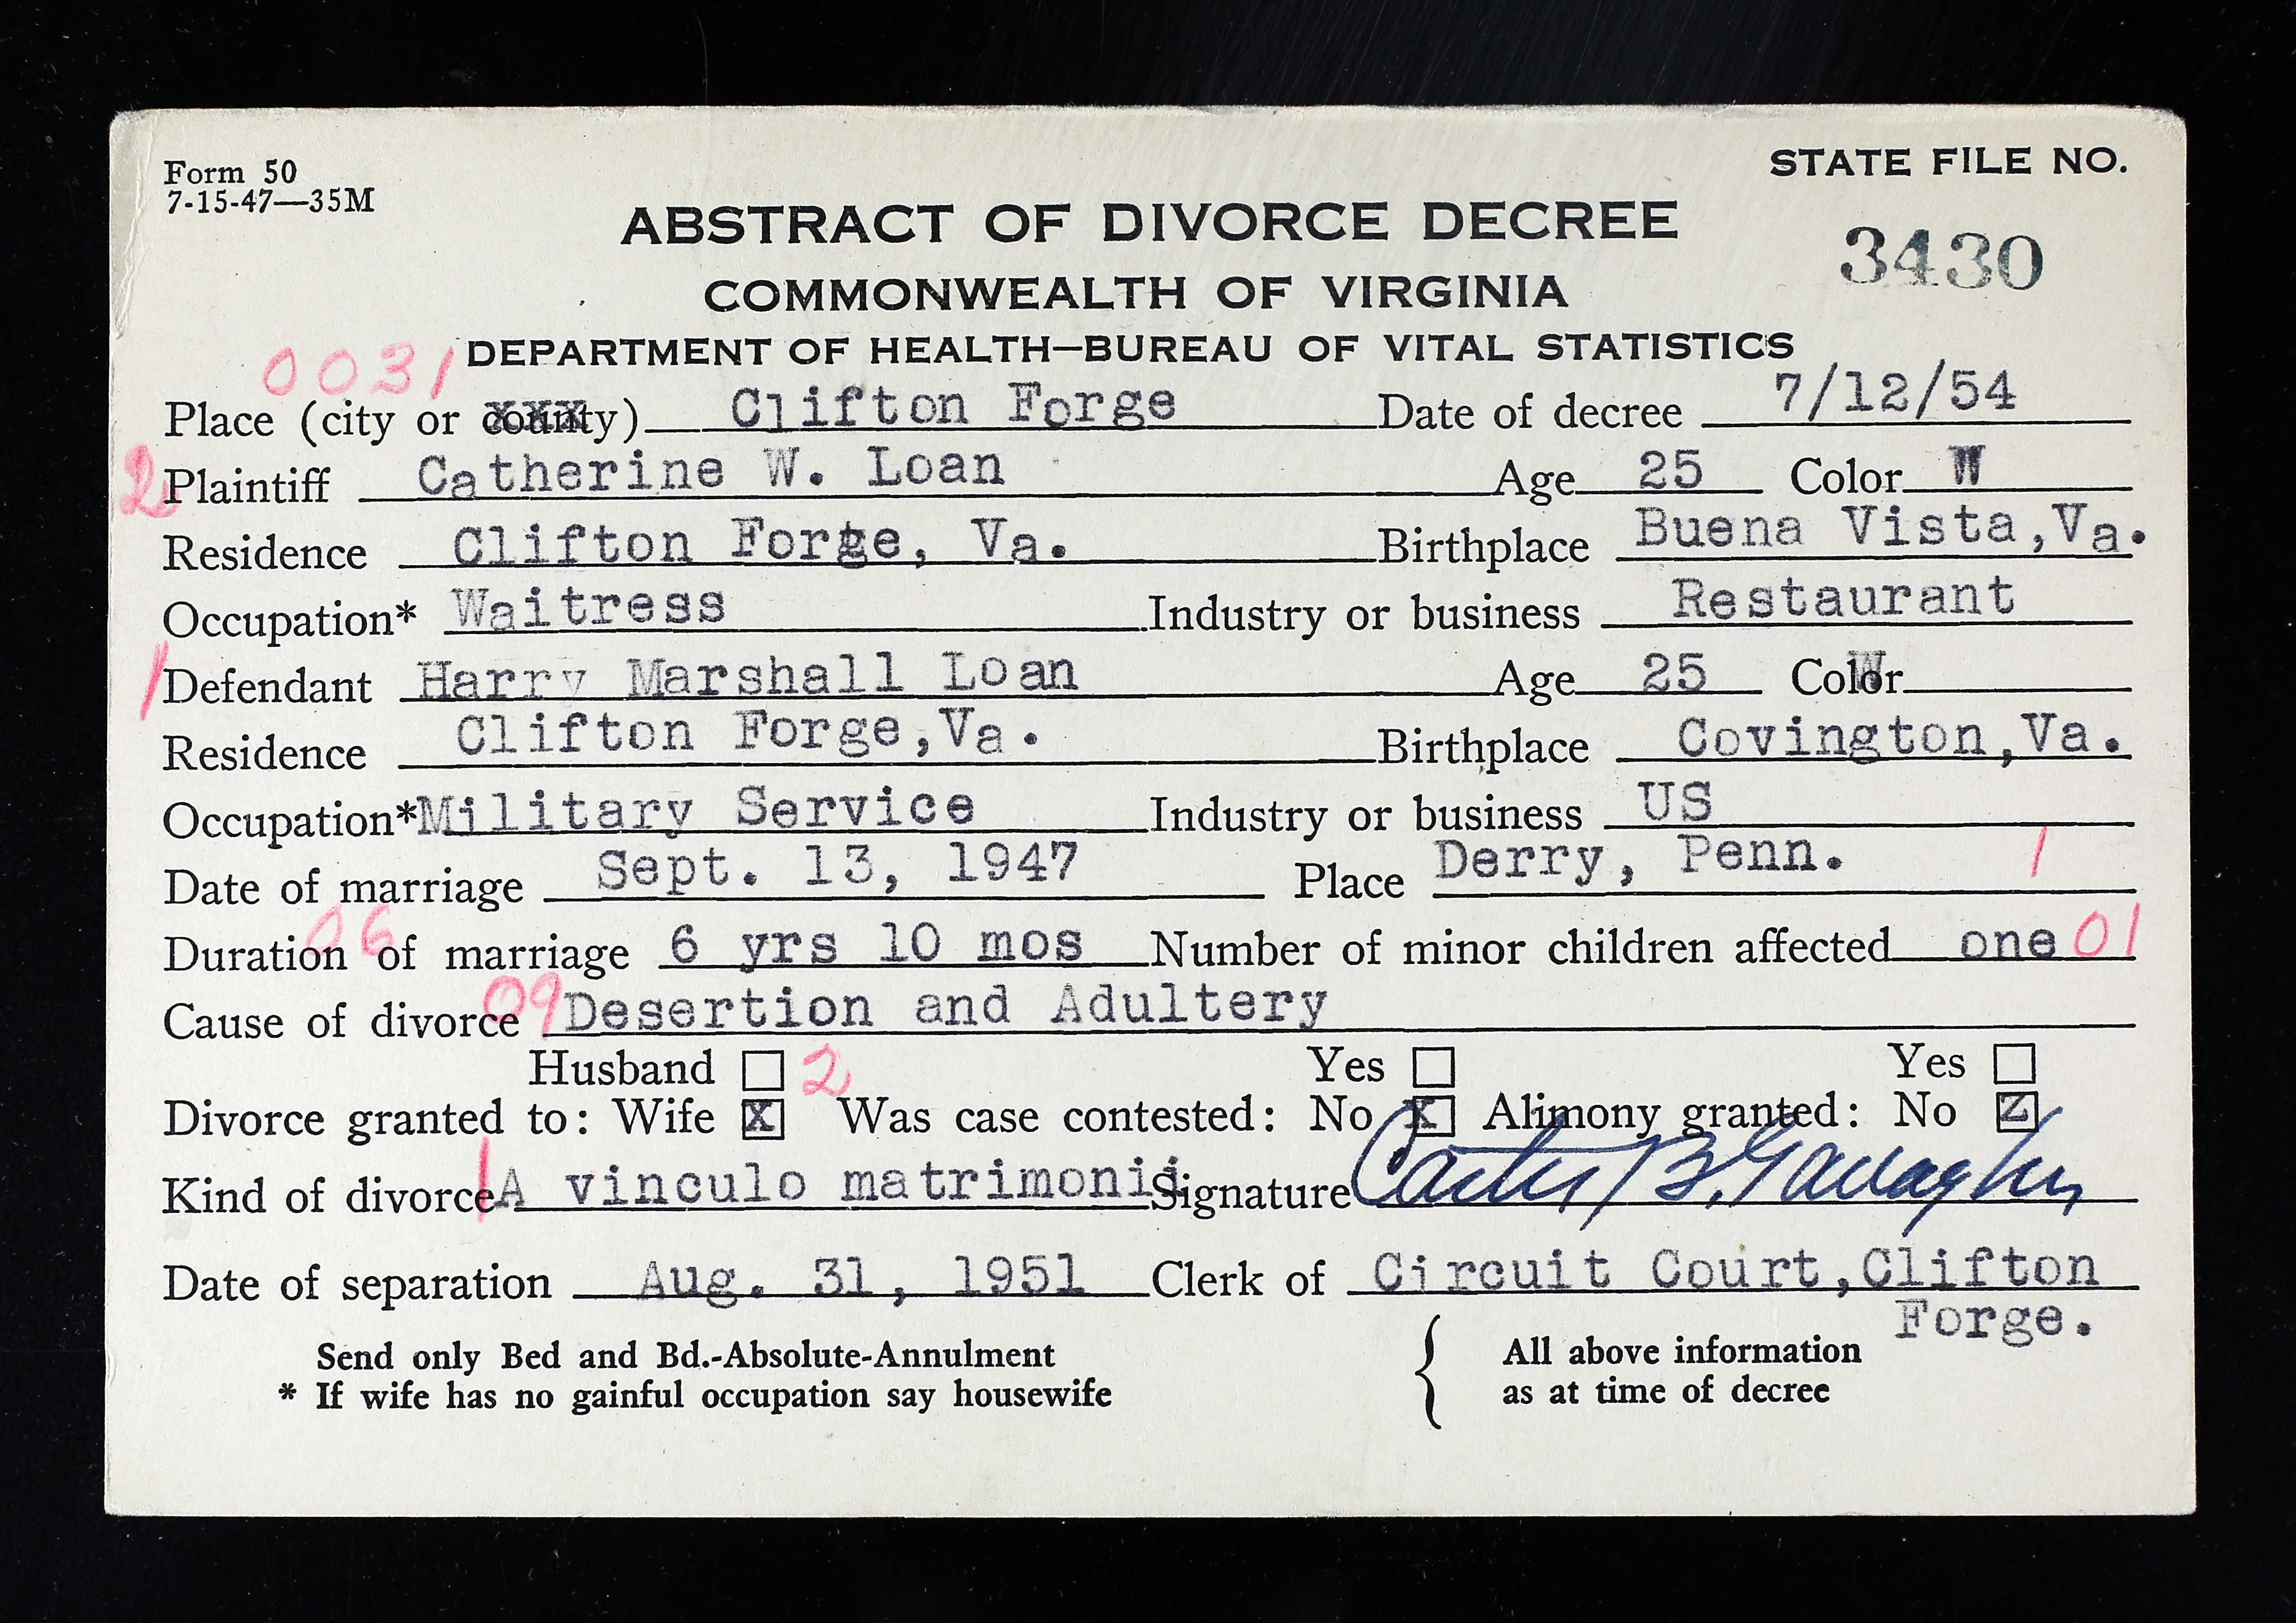 Form 50
7-15-47—35M
STATE FILE NO.
3430
ABSTRACT OF DIVORCE DECREE
COMMONWEALTH OF VIRGINIA
DEPARTMENT OF HEALTH—BUREAU OF VITAL STATISTICS
0031
Place (city or county) xxx Clifton Forge Date of decree 7/12/54
2 Plaintiff Catherine W. Loan Age 25 Color W
Residence Clifton Forge, Va. Birthplace Buena Vista,Va.
Occupation* Waitress Industry or business Restaurant
1 Defendant Harry Marshall Loan Age 25 Color W
Residence Clifton Forge,Va. Birthplace Covington,Va.
Occupation* Military Service Industry or business US
Date of marriage Sept. 13, 1947 Place Derry, Penn. 1
06
Duration of marriage 6 yrs 10 mos Number of minor children affected one 01
Cause of divorce 09 Desertion and Adultery
Husband 2 Yes Yes
Divorce granted to: Wife X Was case contested: No X Alimony granted: No Z
Kind of divorce 1 A vinculo matrimonii Signature Carter B. Gavaghen
Date of separation Aug. 31, 1951 Clerk of Circuit Court,Clifton
Forge.
Send only Bed and Bd.-Absolute-Annulment { All above information
* If wife has no gainful occupation say housewife as at time of decree